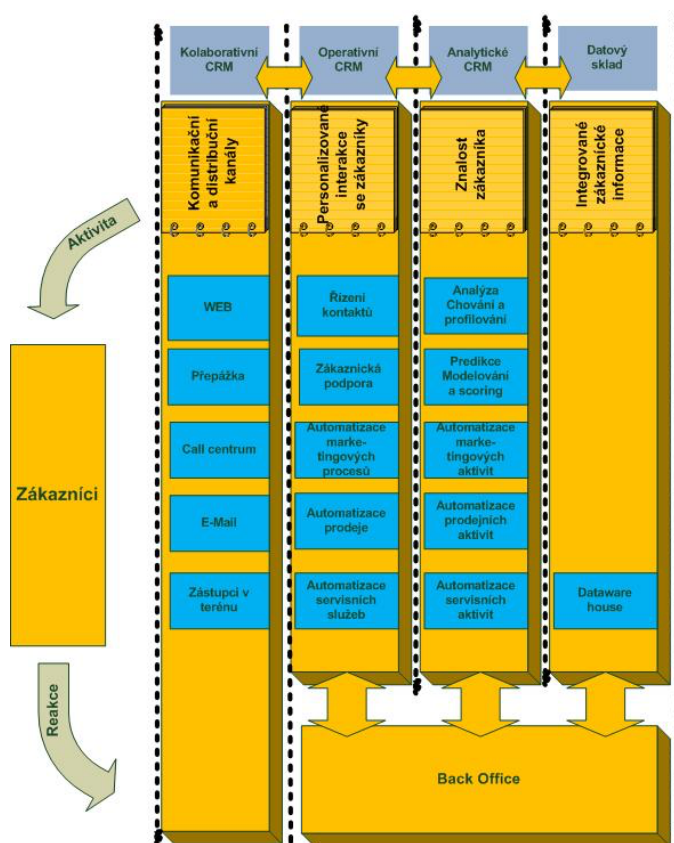 Kolaborativní
CRM
Operativní
CRM
Analytické
CRM
Datový
sklad
Komunikační
a distribuční
kanály
Personalizované
interakce
se zákazníky
Znalost
zákazníka
Integrované
zákaznické
informace
Aktivita
WEB
Řízení
kontaktů
Analýza
Chování a
profilování
Přepážka
Zákaznická
podpora
Predikce
Modelování
a scoring
Call centrum
Automatizace
marke-
tingových
procesů
Automatizace
marke-
tingových
aktivit
Zákazníci
E-Mail
Automatizace
prodeje
Automatizace
prodejních
aktivit
Zástupci v
terénu
Automatizace
servisních
služeb
Automatizace
servisních
aktivit
Dataware
house
Reakce
Back Office